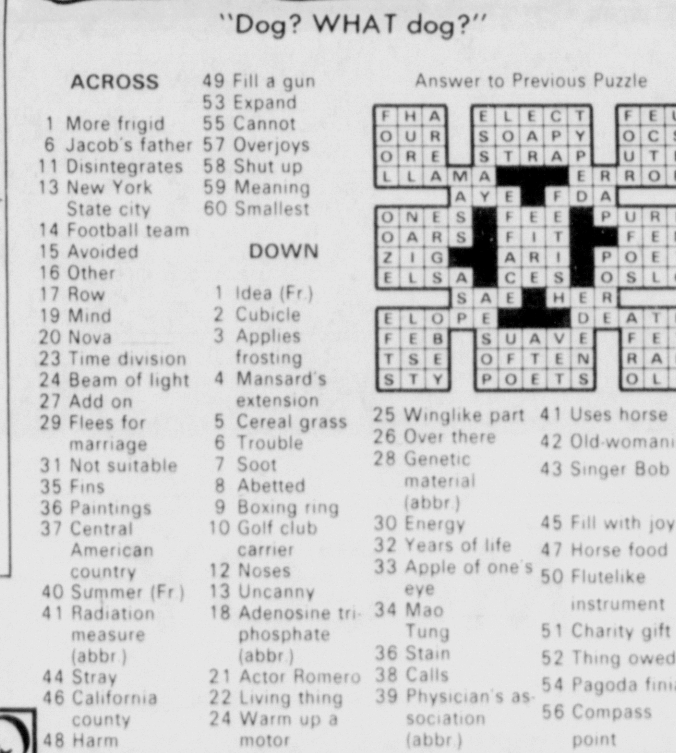 "Dog? WHAT dog?"
ACROSS
1 More frigid
6 Jacob's father
11 Disintegrates
13 New York
State city
14 Football team
15 Avoided
16 Other
17 Row
19 Mind
20 Nova
23 Time division
24 Beam of light
27 Add on
29 Flees for
marriage
31 Not suitable
35 Fins
36 Paintings
37 Central
American
country
40 Summer (Fr.)
41 Radiation
measure
(abbr.)
44 Stray
46 California
county
48 Harm
49 Fill a gun
53 Expand
55 Cannot
57 Overjoys
58 Shut up
59 Meaning
60 Smallest
DOWN
1 Idea (Fr.)
2 Cubicle
3 Applies
frosting
4 Mansard's
extension
5 Cereal grass
6 Trouble
7 Soot
8 Abetted
9 Boxing ring
10 Golf club
carrier
12 Noses
13 Uncanny
18 Adenosine tri-
phosphate
(abbr.)
21 Actor Romero
22 Living thing
24 Warm up a
motor
Answer to Previous Puzzle
F H A E L E C T F E
O U R S O A P Y O C
O R E S T R A P U T
L L A M A E R R O
A Y E F D A
O N E S F E E P U R
O A R S F I T F E
Z I G A R I P O E
E L S A C E S O S L
S A E H E R
E L O P E D E A T
F E B S U A V E F E
T S E O F T E N R A
S T Y P O E T S O L
25 Winglike part
26 Over there
28 Genetic
material
(abbr.)
30 Energy
32 Years of life
33 Apple of one's
eye
34 Mao
Tung
36 Stain
38 Calls
39 Physician's as-
sociation
(abbr.)
41 Uses horse
42 Old-womani
43 Singer Bob
45 Fill with joy
47 Horse food
50 Flutelike
instrument
51 Charity gift
52 Thing owed
54 Pagoda finia
56 Compass
point